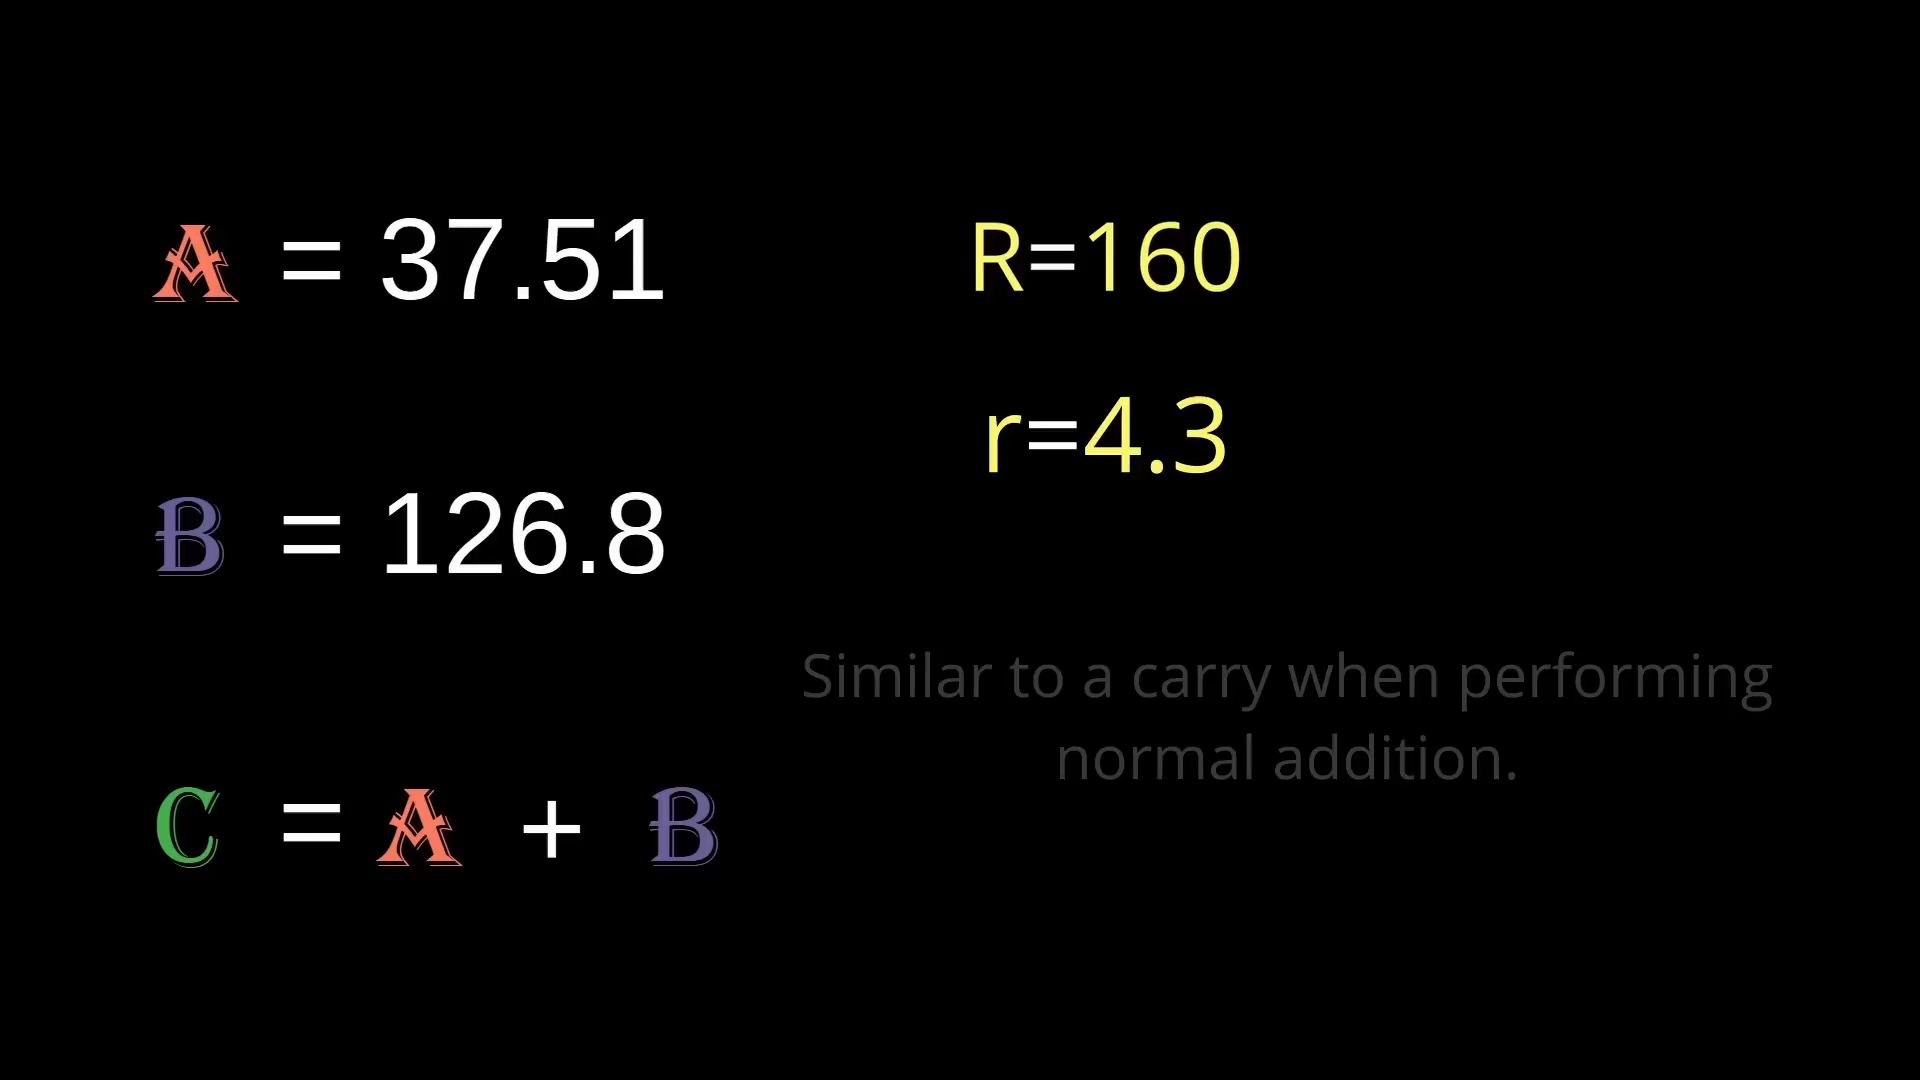 A = 37.51
R=160
r=4.3
B = 126.8
Similar to a carry when performing
normal addition.
C = A + B